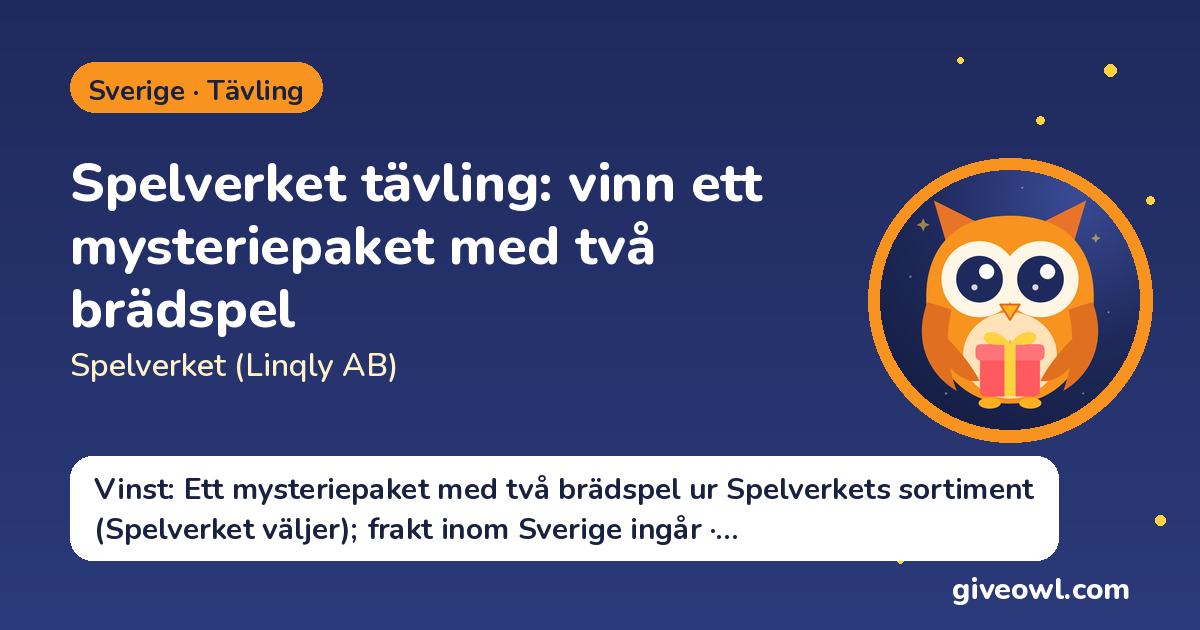 Sverige · Tävling
Spelverket tävling: vinn ett
mysteriepaket med två
brädspel
Spelverket (Linqly AB)
Vinst: Ett mysteriepaket med två brädspel ur Spelverkets sortiment
(Spelverket väljer); frakt inom Sverige ingår ·...
giveowl.com